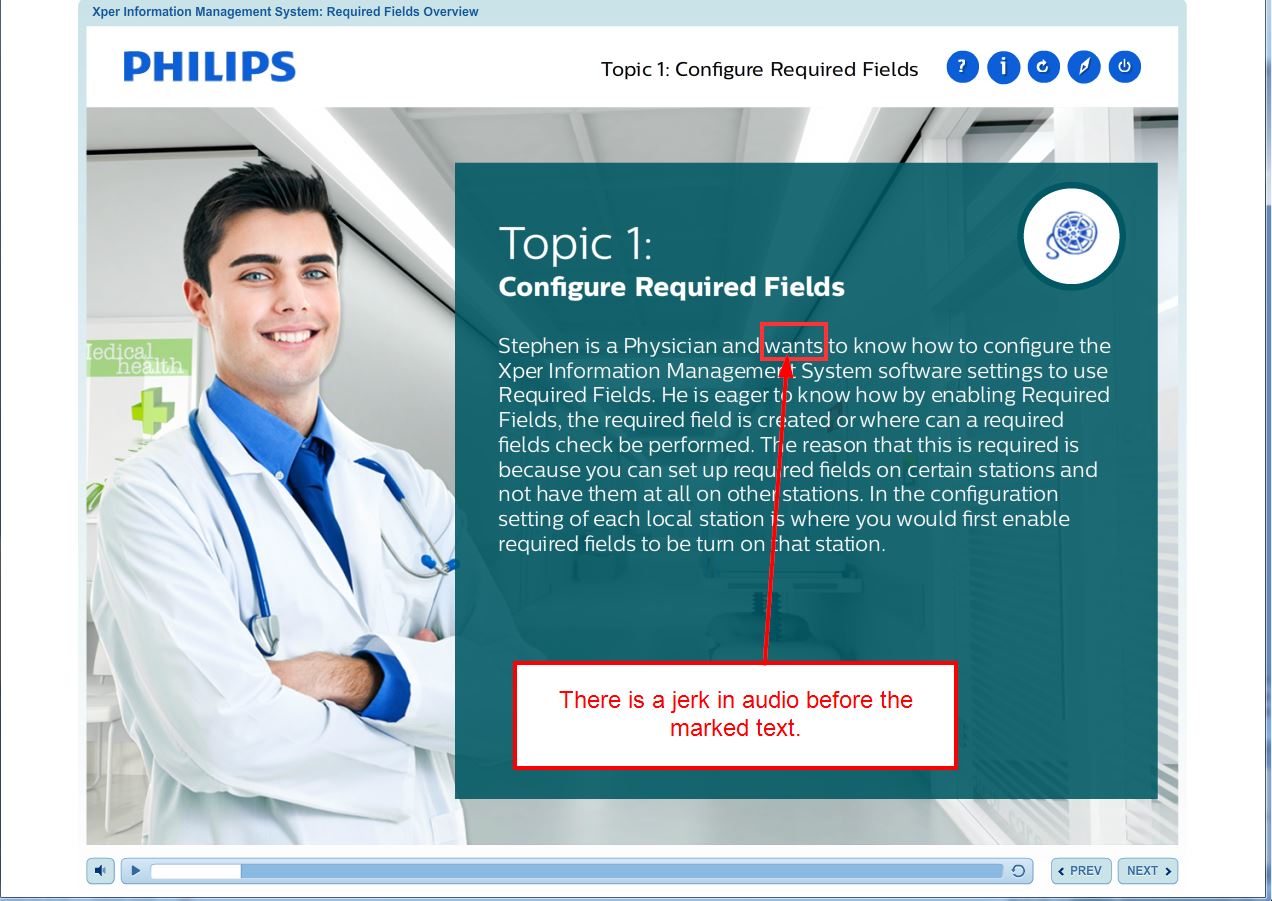 Xper Information Management System: Required Fields Overview
PHILIPS
Topic 1: Configure Required Fields
Topic 1:
Configure Required Fields
Stephen is a Physician and wants to know how to configure the
Xper Information Management System software settings to use
Required Fields. He is eager to know how by enabling Required
Fields, the required field is created or where can a required
fields check be performed. The reason that this is required is
because you can set up required fields on certain stations and
not have them at all on other stations. In the configuration
setting of each local station is where you would first enable
required fields to be turn on that station.
edical
health
There is a jerk in audio before the
marked text.
PREV
NEXT